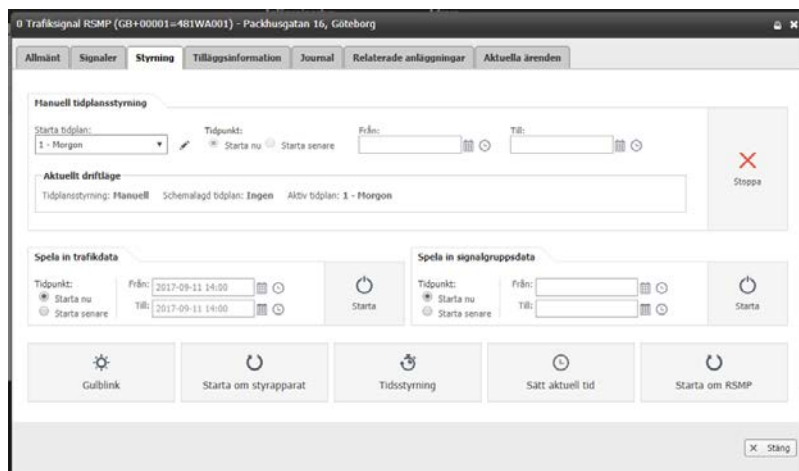 0 Trafiksignal RSMP (GB+00001=481WA001) - Packhusgatan 16, Göteborg
Allmänt Signaler Styrning Tilläggsinformation Journal Relaterade anläggningar Aktuella ärenden
Manuell tidplansstyrning
Starta tidplan: Tidpunkt: Från: Till:
1 - Morgon Starta nu Starta senare
Stoppa
Aktuellt driftläge
Tidplansstyrning: Manuell Schemalagd tidplan: Ingen Aktiv tidplan: 1 - Morgon
Spela in trafikdata Spela in signalgruppsdata
Tidpunkt: Från: 2017-09-11 14:00 Tidpunkt: Från:
Starta nu Starta nu
Till: 2017-09-11 14:00 Till:
Starta senare Starta Starta senare Starta
Gulblink Starta om styrapparat Tidsstyrning Sätt aktuell tid Starta om RSMP
X Stäng